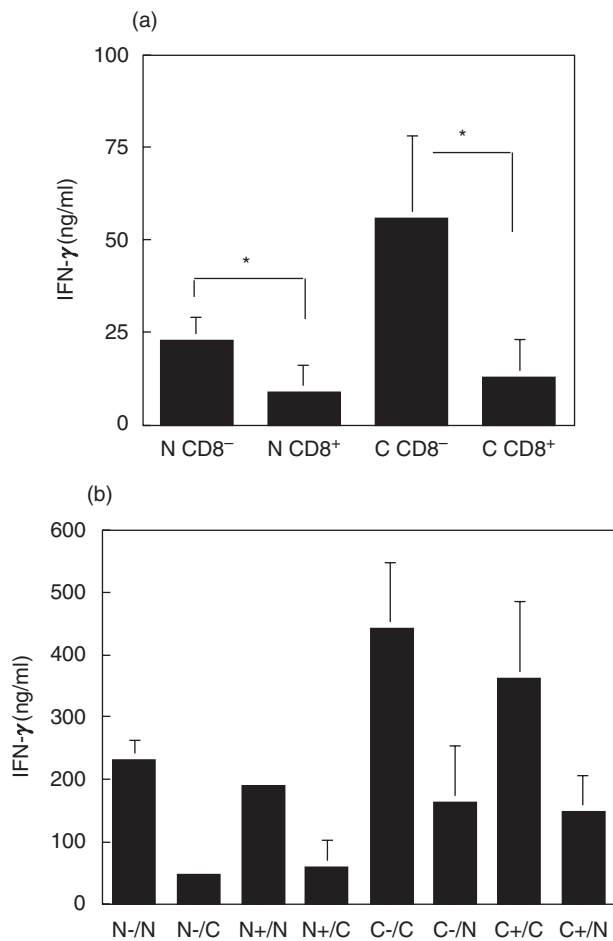 (a)
100
75
50
25
0
IFN-γ (ng/ml)
*
*
N CD8⁻ N CD8⁺ C CD8⁻ C CD8⁺
(b)
600
500
400
300
200
100
0
IFN-γ (ng/ml)
N-/N N-/C N+/N N+/C C-/C C-/N C+/C C+/N